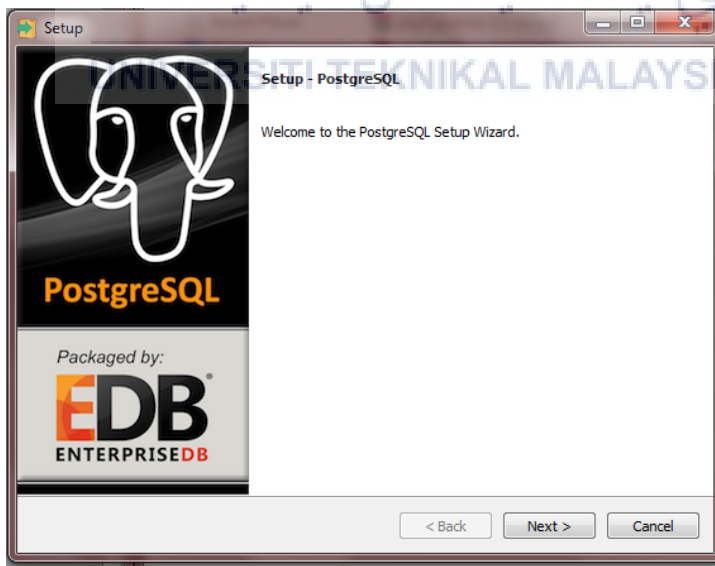 Setup
UNIVERSITI TEKNIKAL MALAYSI
Setup - PostgreSQL
Welcome to the PostgreSQL Setup Wizard.
PostgreSQL
Packaged by:
EDB
ENTERPRISEDB
< Back
Next >
Cancel